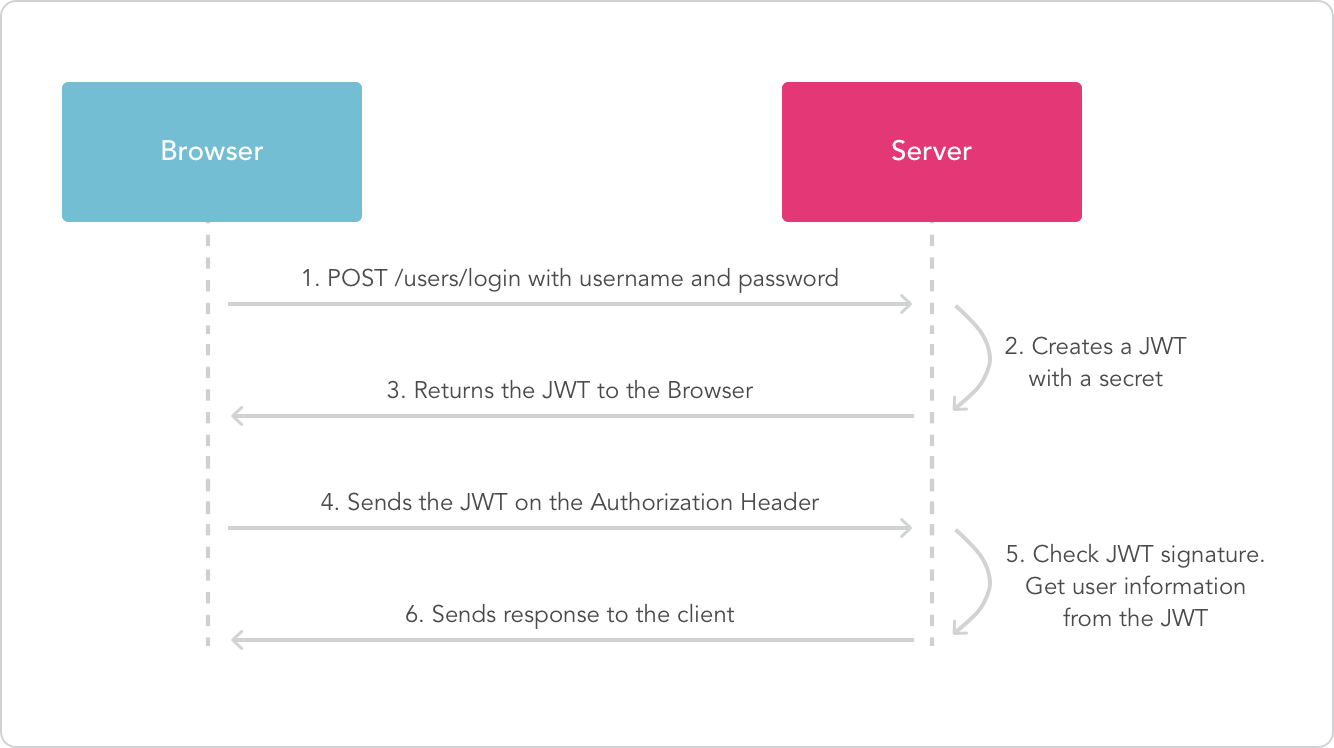 Browser
Server
1. POST /users/login with username and password
2. Creates a JWT
with a secret
3. Returns the JWT to the Browser
4. Sends the JWT on the Authorization Header
5. Check JWT signature.
Get user information
from the JWT
6. Sends response to the client